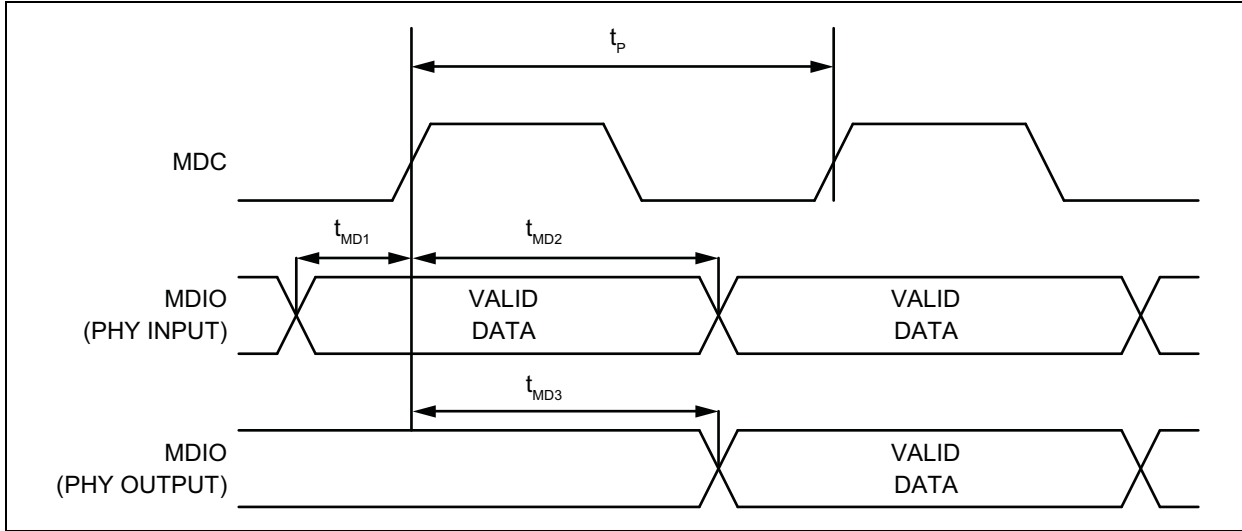 tP
MDC
tMD1
tMD2
MDIO
(PHY INPUT)
VALID
DATA
VALID
DATA
tMD3
MDIO
(PHY OUTPUT)
VALID
DATA